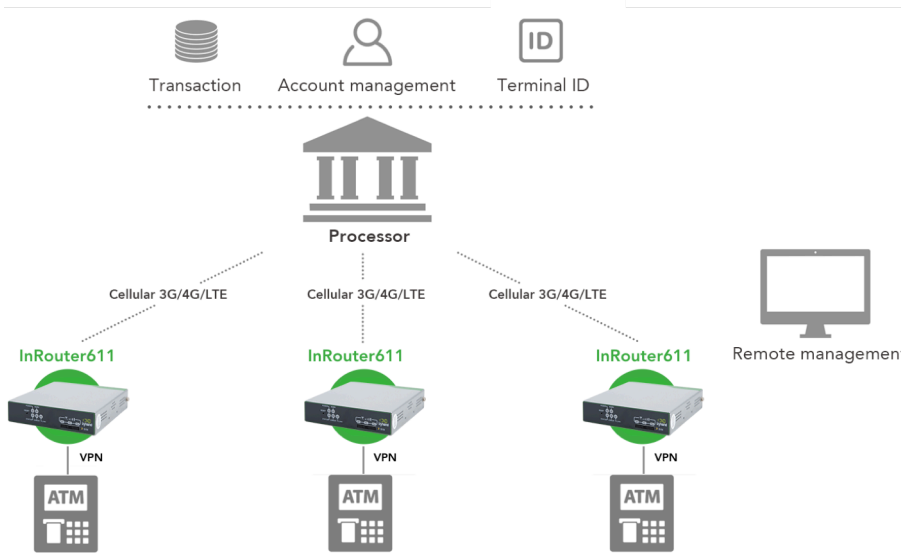 ID
Transaction
Account management
Terminal ID
Processor
Cellular 3G/4G/LTE
Cellular 3G/4G/LTE
Cellular 3G/4G/LTE
InRouter611
InRouter611
InRouter611
Remote management
VPN
VPN
VPN
ATM
ATM
ATM